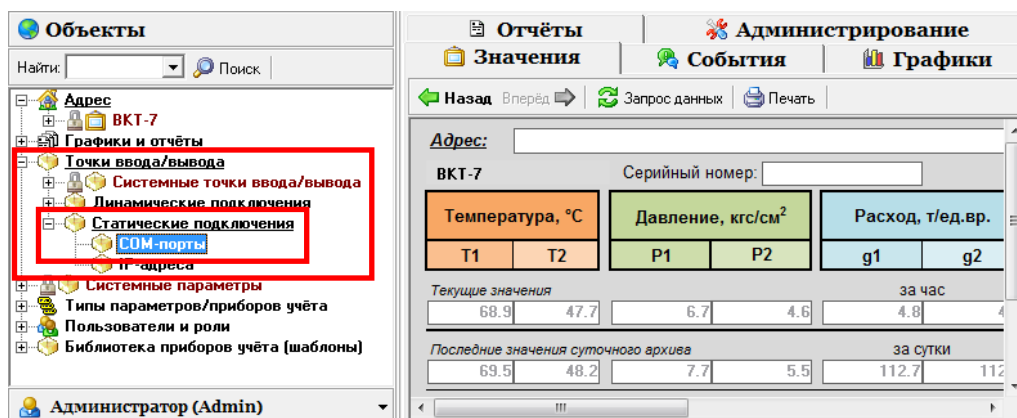 Объекты
Найти: Поиск
Адрес
ВКТ-7
Графики и отчёты
Точки ввода/вывода
Системные точки ввода/вывода
Динамические подключения
Статические подключения
COM-порты
IP-адреса
Системные параметры
Типы параметров/приборов учёта
Пользователи и роли
Библиотека приборов учёта (шаблоны)
Администратор (Admin)
Отчёты Администрирование
Значения События Графики
Назад Вперёд Запрос данных Печать
Адрес:
ВКТ-7 Серийный номер:
Температура, °C Давление, кгс/см² Расход, т/ед.вр.
T1 T2 P1 P2 g1 g2
Текущие значения за час
68.9 47.7 6.7 4.6 4.8 4
Последние значения суточного архива за сутки
69.5 48.2 7.7 5.5 112.7 112